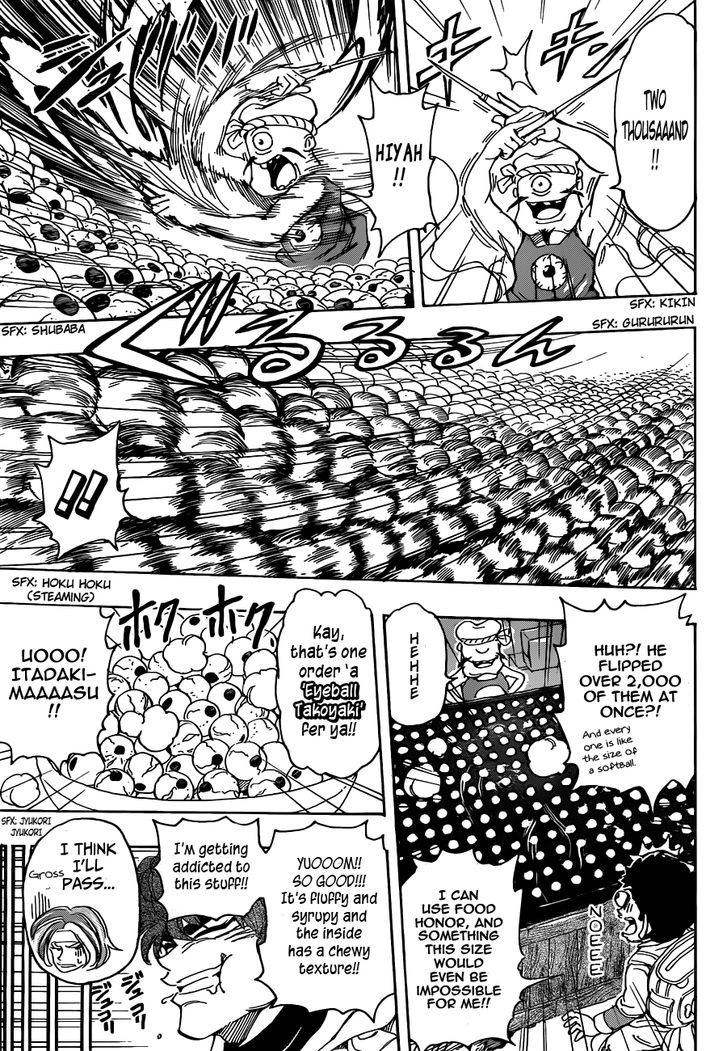 TWO
THOUSAAAND
!!
キキン
SFX: KIKIN
HIYAH
!!
SFX: SHUBABA
SFX: GURURURUN
ぐるるるん
!!
HUH?! HE
FLIPPED
OVER 2,000
OF THEM AT
ONCE?!
And every
one is like
the size of
a softball.
HEHHE
NOEEE
I CAN
USE FOOD
HONOR, AND
SOMETHING
THIS SIZE
WOULD
EVEN BE
IMPOSSIBLE
FOR ME!!
SFX: HOKU HOKU
(STEAMING)
ホク
ホク
Kay,
that's one
order 'a
'Eyeball
Takoyaki'
fer ya!!
UOOO!
ITADAKI-
MAAAASU
!!
SFX: JYUKORI
JYUKORI
YUOOOM!!
SO GOOD!!!
It's fluffy and
syrupy and
the inside
has a chewy
texture!!
I'm getting
addicted to
this stuff!!
I THINK
I'LL
PASS...
Gross